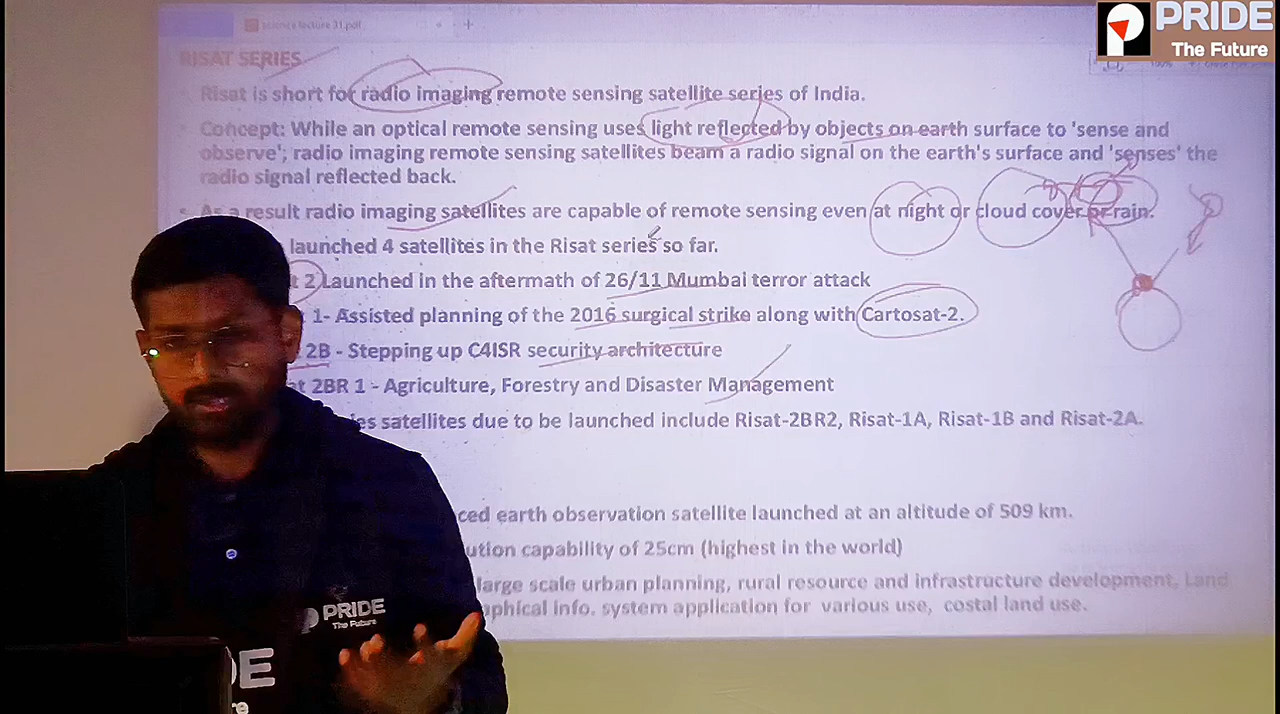 science lecture 31.pdf
PRIDE
The Future
RISAT SERIES
Risat is short for radio imaging remote sensing satellite series of India.
Concept: While an optical remote sensing uses light reflected by objects on earth surface to 'sense and
observe'; radio imaging remote sensing satellites beam a radio signal on the earth's surface and 'senses' the
radio signal reflected back.
As a result radio imaging satellites are capable of remote sensing even at night or cloud cover or rain.
launched 4 satellites in the Risat series so far.
t 2 Launched in the aftermath of 26/11 Mumbai terror attack
1- Assisted planning of the 2016 surgical strike along with Cartosat-2.
2B - Stepping up C4ISR security architecture
at 2BR 1 - Agriculture, Forestry and Disaster Management
es satellites due to be launched include Risat-2BR2, Risat-1A, Risat-1B and Risat-2A.
ced earth observation satellite launched at an altitude of 509 km.
ution capability of 25cm (highest in the world)
large scale urban planning, rural resource and infrastructure development, Land
aphical info. system application for various use, costal land use.
PRIDE
The Future
DE
re